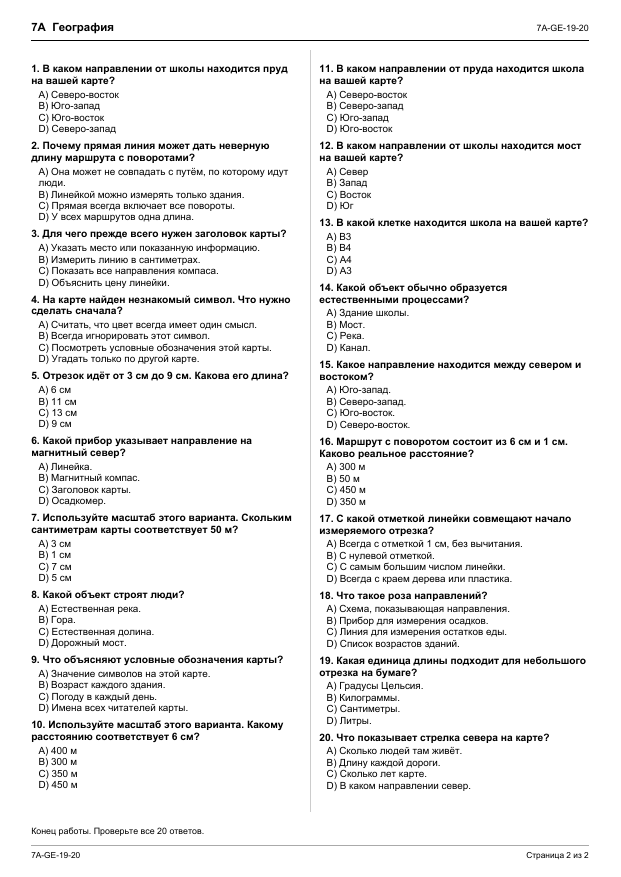 7А География
7A-GE-19-20
1. В каком направлении от школы находится пруд
на вашей карте?
A) Северо-восток
B) Юго-запад
C) Юго-восток
D) Северо-запад
2. Почему прямая линия может дать неверную
длину маршрута с поворотами?
A) Она может не совпадать с путём, по которому идут
люди.
B) Линейкой можно измерять только здания.
C) Прямая всегда включает все повороты.
D) У всех маршрутов одна длина.
3. Для чего прежде всего нужен заголовок карты?
A) Указать место или показанную информацию.
B) Измерить линию в сантиметрах.
C) Показать все направления компаса.
D) Объяснить цену линейки.
4. На карте найден незнакомый символ. Что нужно
сделать сначала?
A) Считать, что цвет всегда имеет один смысл.
B) Всегда игнорировать этот символ.
C) Посмотреть условные обозначения этой карты.
D) Угадать только по другой карте.
5. Отрезок идёт от 3 см до 9 см. Какова его длина?
A) 6 см
B) 11 см
C) 13 см
D) 9 см
6. Какой прибор указывает направление на
магнитный север?
A) Линейка.
B) Магнитный компас.
C) Заголовок карты.
D) Осадкомер.
7. Используйте масштаб этого варианта. Скольким
сантиметрам карты соответствует 50 м?
A) 3 см
B) 1 см
C) 7 см
D) 5 см
8. Какой объект строят люди?
A) Естественная река.
B) Гора.
C) Естественная долина.
D) Дорожный мост.
9. Что объясняют условные обозначения карты?
A) Значение символов на этой карте.
B) Возраст каждого здания.
C) Погоду в каждый день.
D) Имена всех читателей карты.
10. Используйте масштаб этого варианта. Какому
расстоянию соответствует 6 см?
A) 400 м
B) 300 м
C) 350 м
D) 450 м
11. В каком направлении от пруда находится школа
на вашей карте?
A) Северо-восток
B) Северо-запад
C) Юго-запад
D) Юго-восток
12. В каком направлении от школы находится мост
на вашей карте?
A) Север
B) Запад
C) Восток
D) Юг
13. В какой клетке находится школа на вашей карте?
A) B3
B) B4
C) A4
D) A3
14. Какой объект обычно образуется
естественными процессами?
A) Здание школы.
B) Мост.
C) Река.
D) Канал.
15. Какое направление находится между севером и
востоком?
A) Юго-запад.
B) Северо-запад.
C) Юго-восток.
D) Северо-восток.
16. Маршрут с поворотом состоит из 6 см и 1 см.
Каково реальное расстояние?
A) 300 м
B) 50 м
C) 450 м
D) 350 м
17. С какой отметкой линейки совмещают начало
измеряемого отрезка?
A) Всегда с отметкой 1 см, без вычитания.
B) С нулевой отметкой.
C) С самым большим числом линейки.
D) Всегда с краем дерева или пластика.
18. Что такое роза направлений?
A) Схема, показывающая направления.
B) Прибор для измерения осадков.
C) Линия для измерения остатков еды.
D) Список возрастов зданий.
19. Какая единица длины подходит для небольшого
отрезка на бумаге?
A) Градусы Цельсия.
B) Килограммы.
C) Сантиметры.
D) Литры.
20. Что показывает стрелка севера на карте?
A) Сколько людей там живёт.
B) Длину каждой дороги.
C) Сколько лет карте.
D) В каком направлении север.
Конец работы. Проверьте все 20 ответов.
7A-GE-19-20
Страница 2 из 2